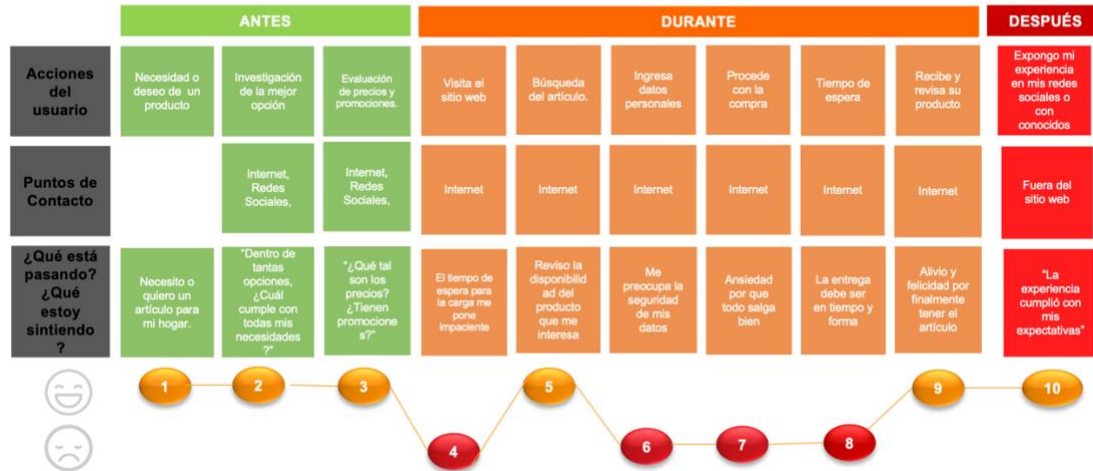 ANTES
DURANTE
DESPUÉS
Acciones
del
usuario
Necesidad o
deseo de un
producto
Investigación
de la mejor
opción
Evaluación
de precios y
promociones.
Visita el
sitio web
Búsqueda
del artículo.
Ingresa
datos
personales
Procede
con la
compra
Tiempo de
espera
Recibe y
revisa su
producto
Expongo mi
experiencia
en mis redes
sociales o
con
conocidos
Puntos de
Contacto
Internet,
Redes
Sociales,
Internet,
Redes
Sociales,
Internet
Internet
Internet
Internet
Internet
Internet
Fuera del
sitio web
¿Qué está
pasando?
¿Qué
estoy
sintiendo
?
Necesito o
quiero un
artículo para
mi hogar.
"Dentro de
tantas
opciones,
¿Cuál
cumple con
todas mis
necesidades
?"
"¿Qué tal
son los
precios?
¿Tienen
promocione
s?"
El tiempo de
espera para
la carga me
pone
impaciente
Reviso la
disponibilid
ad del
producto
que me
interesa
Me
preocupa la
seguridad
de mis
datos
Ansiedad
por que
todo salga
bien
La entrega
debe ser
en tiempo y
forma
Alivio y
felicidad por
finalmente
tener el
artículo
"La
experiencia
cumplió con
mis
expectativas"
1
2
3
4
5
6
7
8
9
10